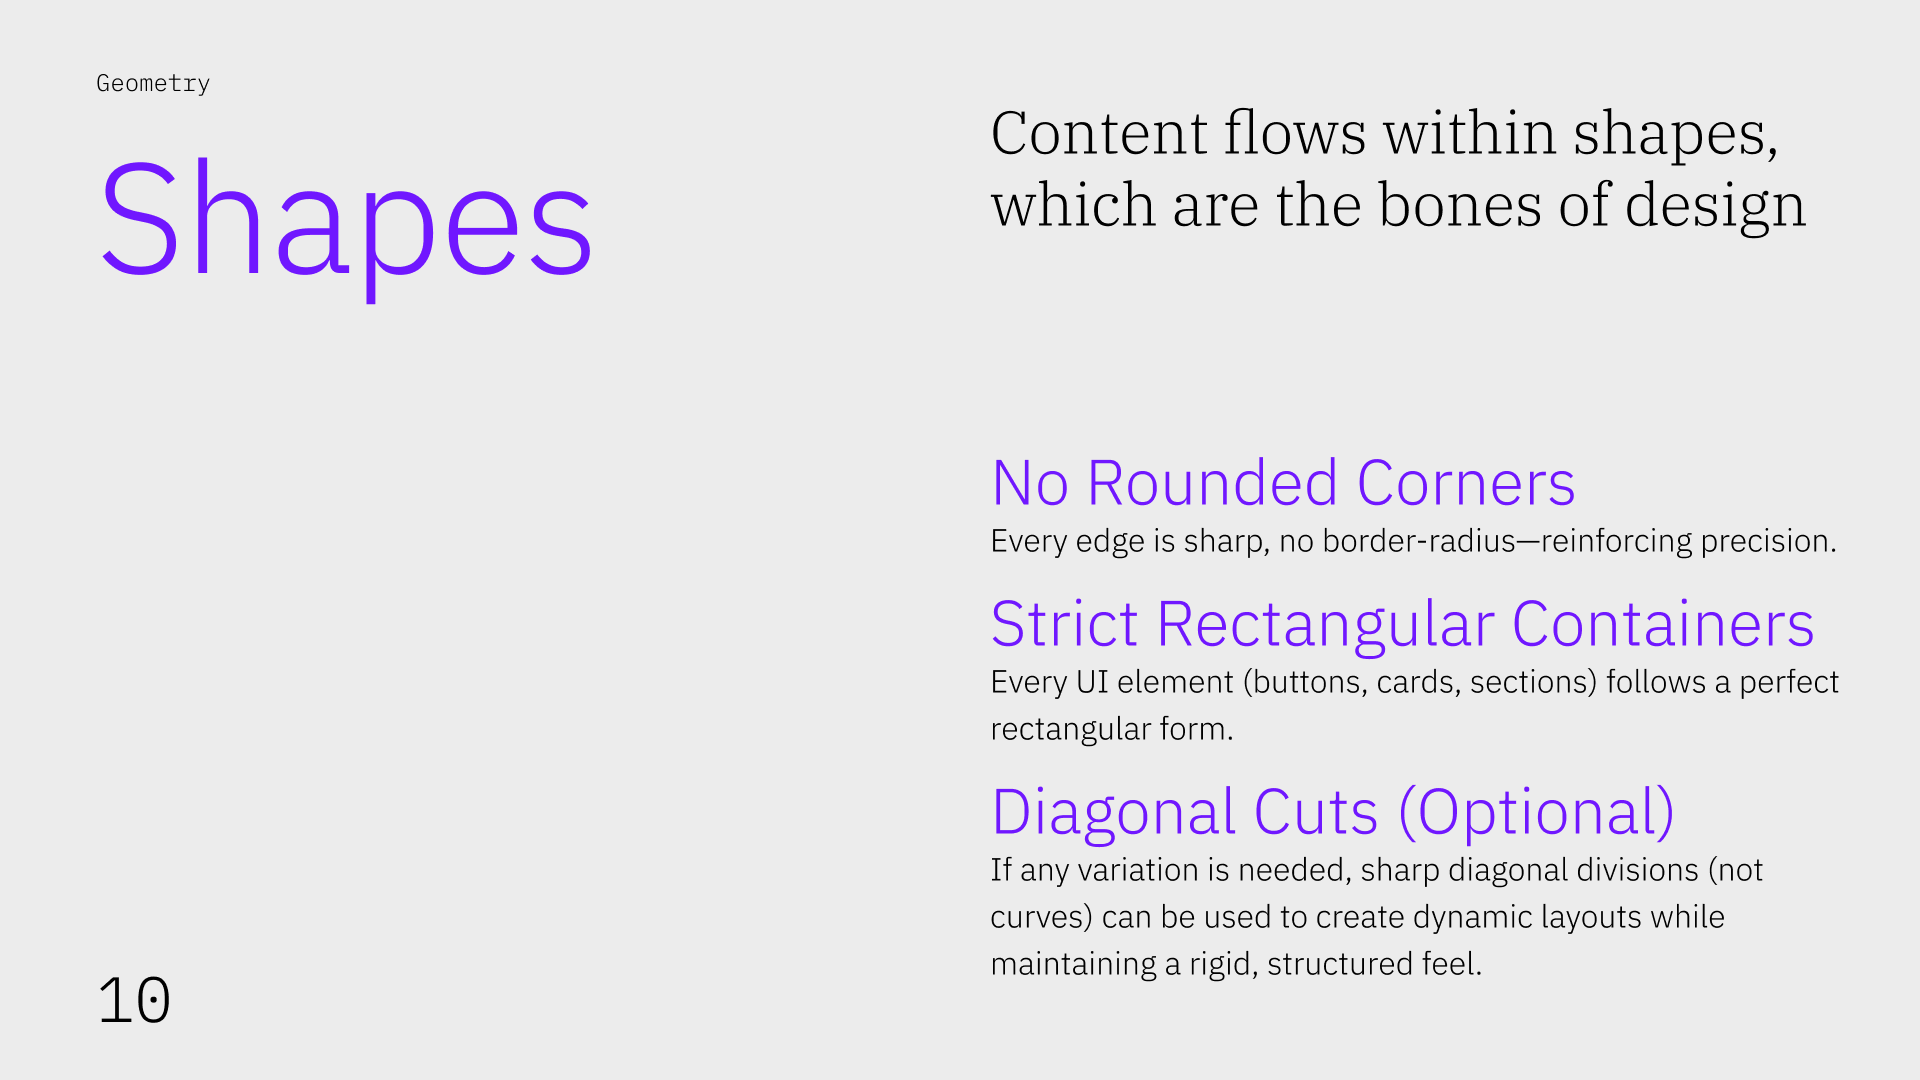 Geometry
Shapes
Content flows within shapes,
which are the bones of design
No Rounded Corners
Every edge is sharp, no border-radius—reinforcing precision.
Strict Rectangular Containers
Every UI element (buttons, cards, sections) follows a perfect
rectangular form.
Diagonal Cuts (Optional)
If any variation is needed, sharp diagonal divisions (not
curves) can be used to create dynamic layouts while
maintaining a rigid, structured feel.
10